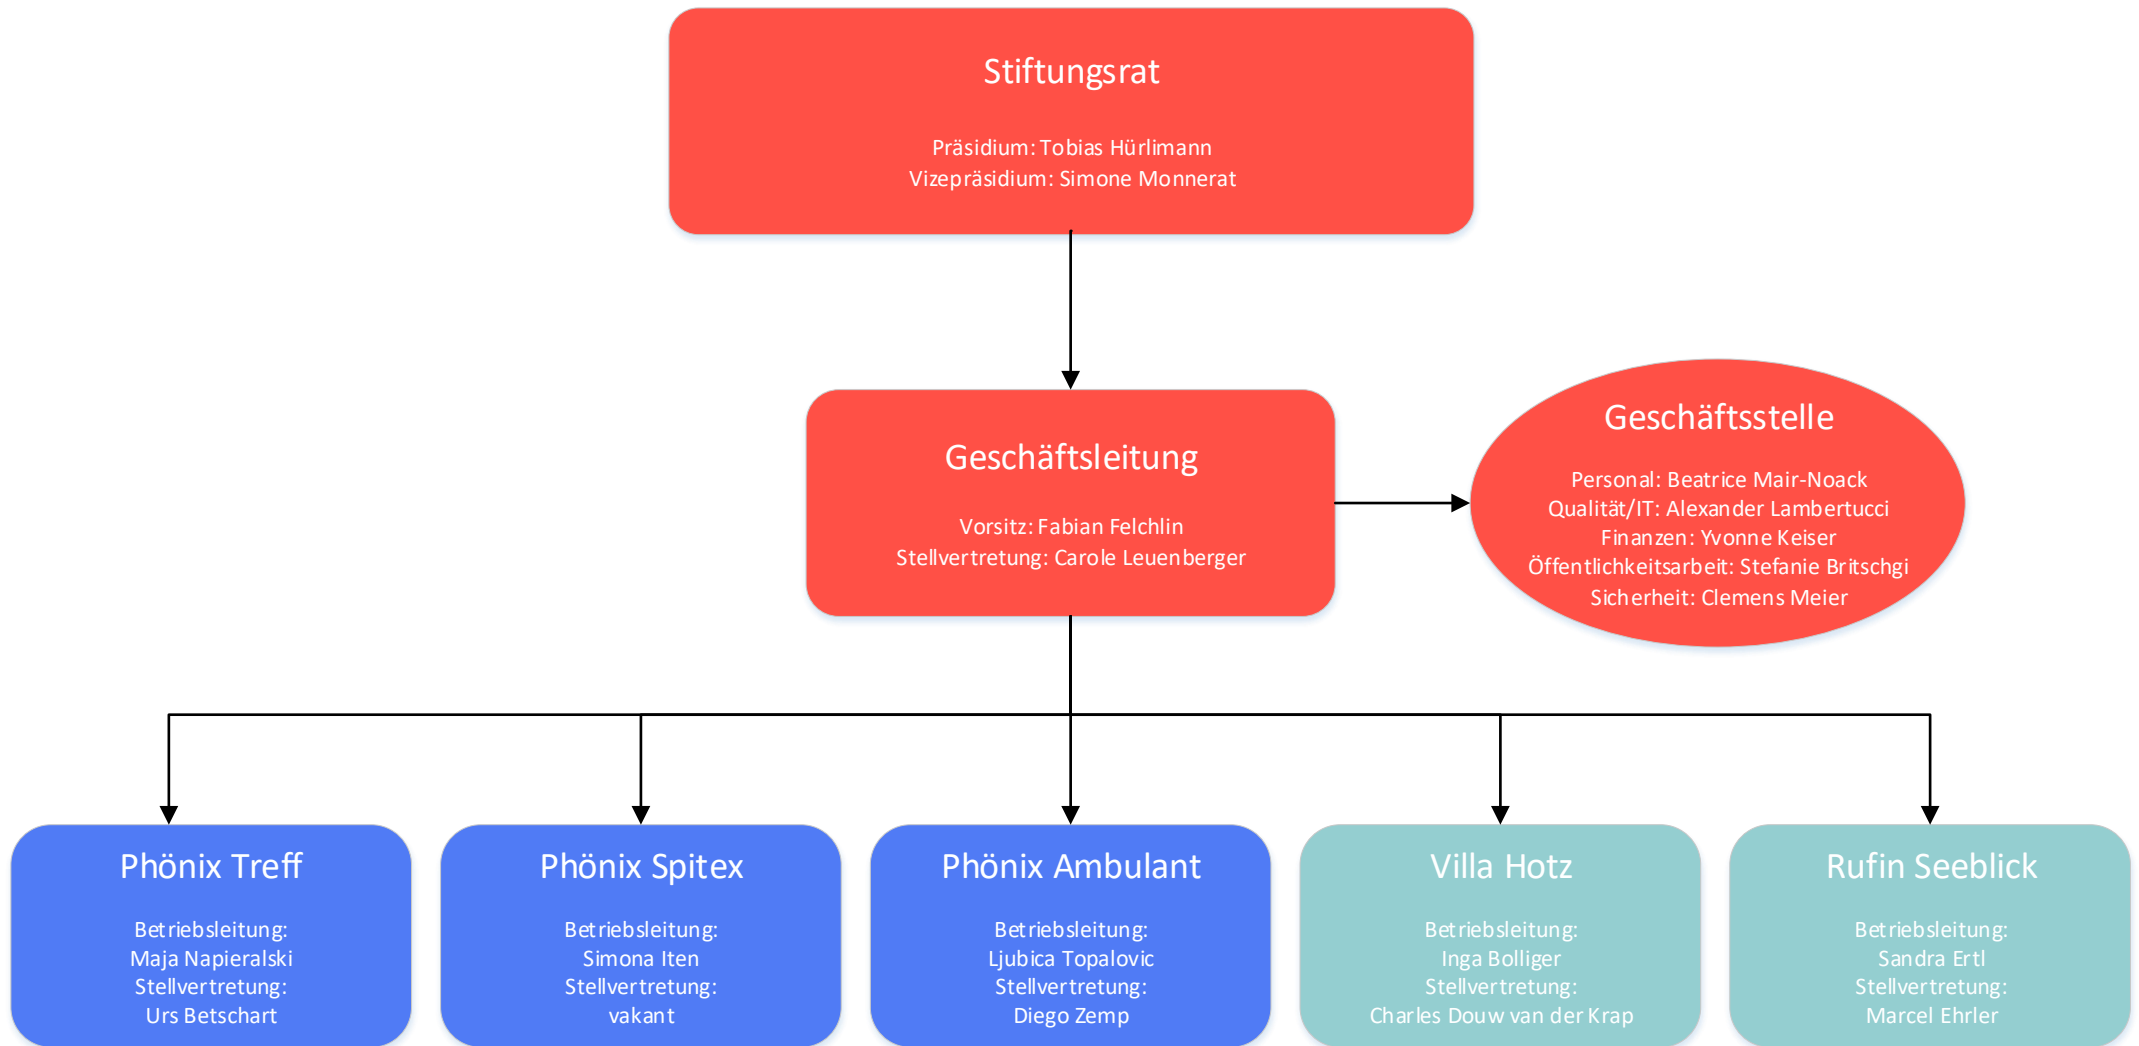 Stiftungsrat
Präsidium: Tobias Hürlimann
Vizepräsidium: Simone Monnerat
Geschäftsleitung
Vorsitz: Fabian Felchlin
Stellvertretung: Carole Leuenberger
Geschäftsstelle
Personal: Beatrice Mair-Noack
Qualität/IT: Alexander Lambertucci
Finanzen: Yvonne Keiser
Öffentlichkeitsarbeit: Stefanie Britschgi
Sicherheit: Clemens Meier
Phönix Treff
Betriebsleitung:
Maja Napieralski
Stellvertretung:
Urs Betschart
Phönix Spitex
Betriebsleitung:
Simona Iten
Stellvertretung:
vakant
Phönix Ambulant
Betriebsleitung:
Ljubica Topalovic
Stellvertretung:
Diego Zemp
Villa Hotz
Betriebsleitung:
Inga Bolliger
Stellvertretung:
Charles Douw van der Krap
Rufin Seeblick
Betriebsleitung:
Sandra Ertl
Stellvertretung:
Marcel Ehrler